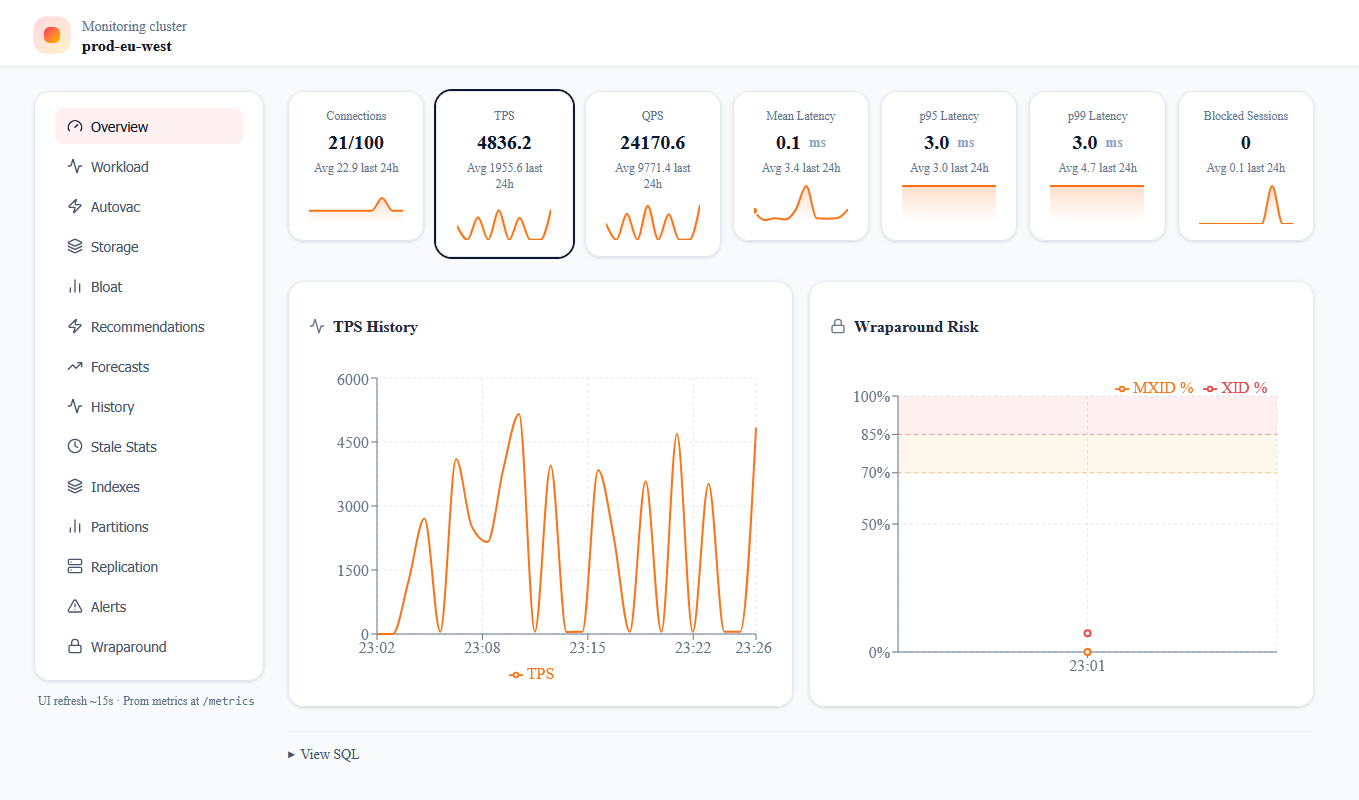 Monitoring cluster
prod-eu-west
Overview
Workload
Autovac
Storage
Bloat
Recommendations
Forecasts
History
Stale Stats
Indexes
Partitions
Replication
Alerts
Wraparound
UI refresh ~15s · Prom metrics at /metrics
Connections
21/100
Avg 22.9 last 24h
TPS
4836.2
Avg 1955.6 last
24h
QPS
24170.6
Avg 9771.4 last
24h
Mean Latency
0.1 ms
Avg 3.4 last 24h
p95 Latency
3.0 ms
Avg 3.0 last 24h
p99 Latency
3.0 ms
Avg 4.7 last 24h
Blocked Sessions
0
Avg 0.1 last 24h
TPS History
6000
4500
3000
1500
0
23:02 23:08 23:15 23:22 23:26
TPS
Wraparound Risk
MXID % XID %
100%
85%
70%
50%
0%
23:01
▸ View SQL